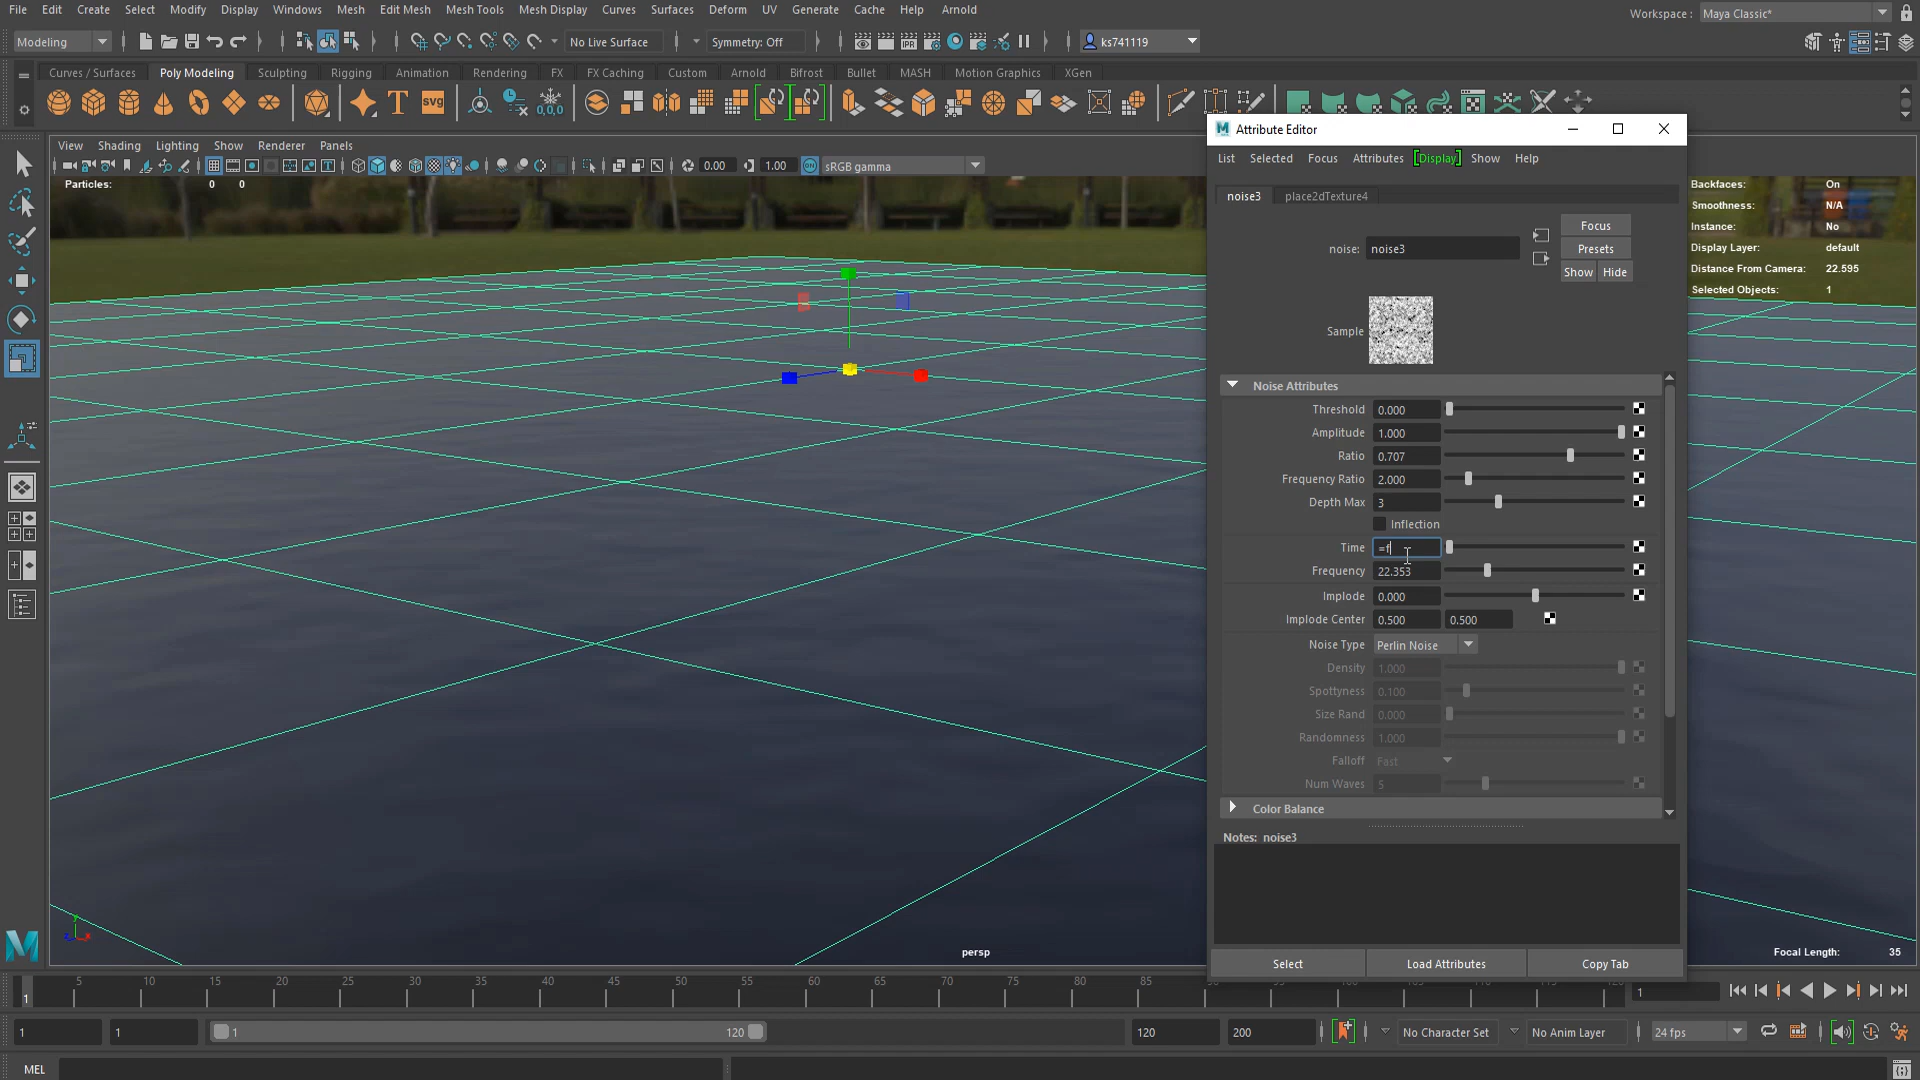 File Edit Create Select Modify Display Windows Mesh Edit Mesh Mesh Tools Mesh Display Curves Surfaces Deform UV Generate Cache Help Arnold
Workspace : Maya Classic*
Modeling No Live Surface Symmetry: Off ks741119
Curves / Surfaces Poly Modeling Sculpting Rigging Animation Rendering FX FX Caching Custom Arnold Bifrost Bullet MASH Motion Graphics XGen
SVG
0,0,0
Attribute Editor
View Shading Lighting Show Renderer Panels
List Selected Focus Attributes Display Show Help
0.00 1.00 sRGB gamma
Particles: 0 0
Backfaces: On
Smoothness: N/A
Instance: No
Display Layer: default
Distance From Camera: 22.595
Selected Objects: 1
noise3 place2dTexture4
Focus
noise: noise3 Presets
Show Hide
Sample
Noise Attributes
Threshold 0.000
Amplitude 1.000
Ratio 0.707
Frequency Ratio 2.000
Depth Max 3
Inflection
Time =f
Frequency 22.353
Implode 0.000
Implode Center 0.500 0.500
Noise Type Perlin Noise
Density 1.000
Spottyness 0.100
Size Rand 0.000
Randomness 1.000
Falloff Fast
Num Waves 5
Color Balance
Notes: noise3
persp
Focal Length: 35
Select Load Attributes Copy Tab
5 10 15 20 25 30 35 40 45 50 55 60 65 70 75 80 85
1 1
1 1 1 120 120 200 No Character Set No Anim Layer 24 fps
MEL